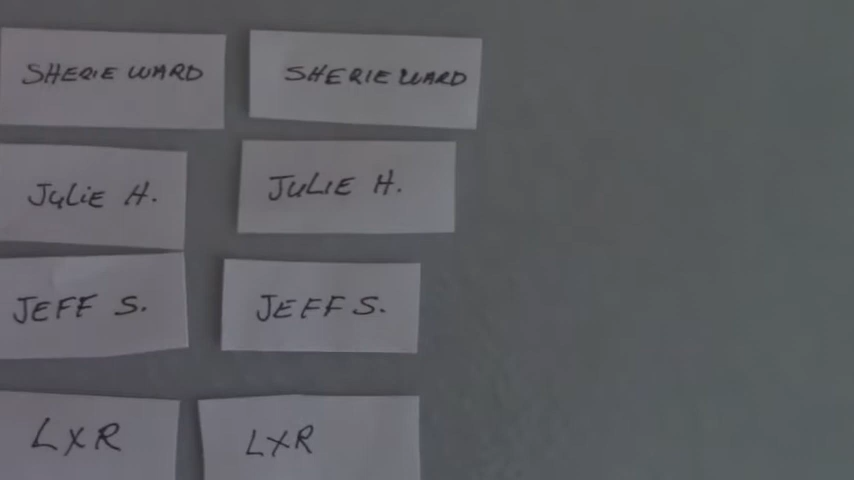 SHERIE WARD SHERIE WARD
JuLiE H. JuLIE H.
JEFF S. JEFF S.
LXR LXR